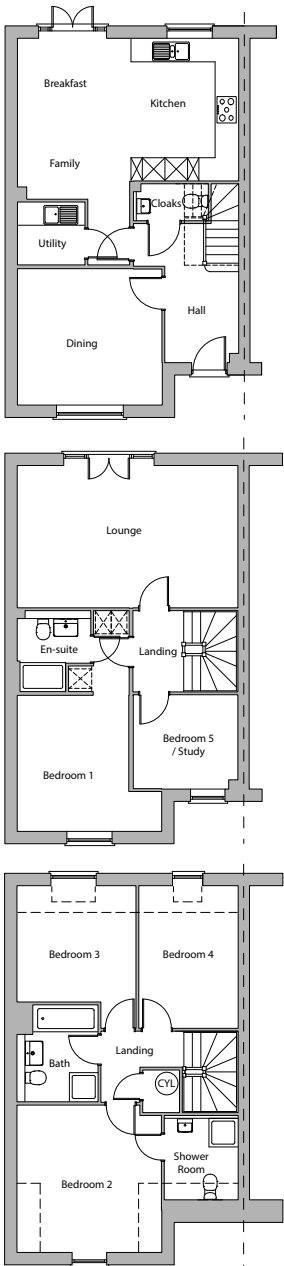 Breakfast
Kitchen
Family
Cloaks
Utility
Hall
Dining
Lounge
En-suite
Landing
Bedroom 5
/ Study
Bedroom 1
Bedroom 3
Bedroom 4
Landing
Bath
CYL
Shower
Room
Bedroom 2